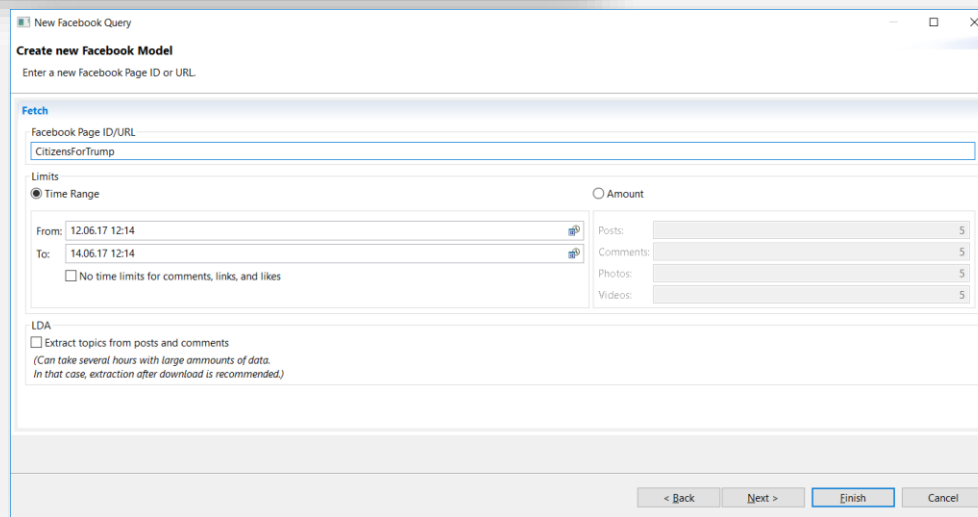 New Facebook Query
Create new Facebook Model
Enter a new Facebook Page ID or URL.
Fetch
Facebook Page ID/URL
CitizensForTrump
Limits
Time Range
Amount
From: 12.06.17 12:14
To: 14.06.17 12:14
No time limits for comments, links, and likes
Posts: 5
Comments: 5
Photos: 5
Videos: 5
LDA
Extract topics from posts and comments
(Can take several hours with large ammounts of data.
In that case, extraction after download is recommended.)
< Back Next > Finish Cancel